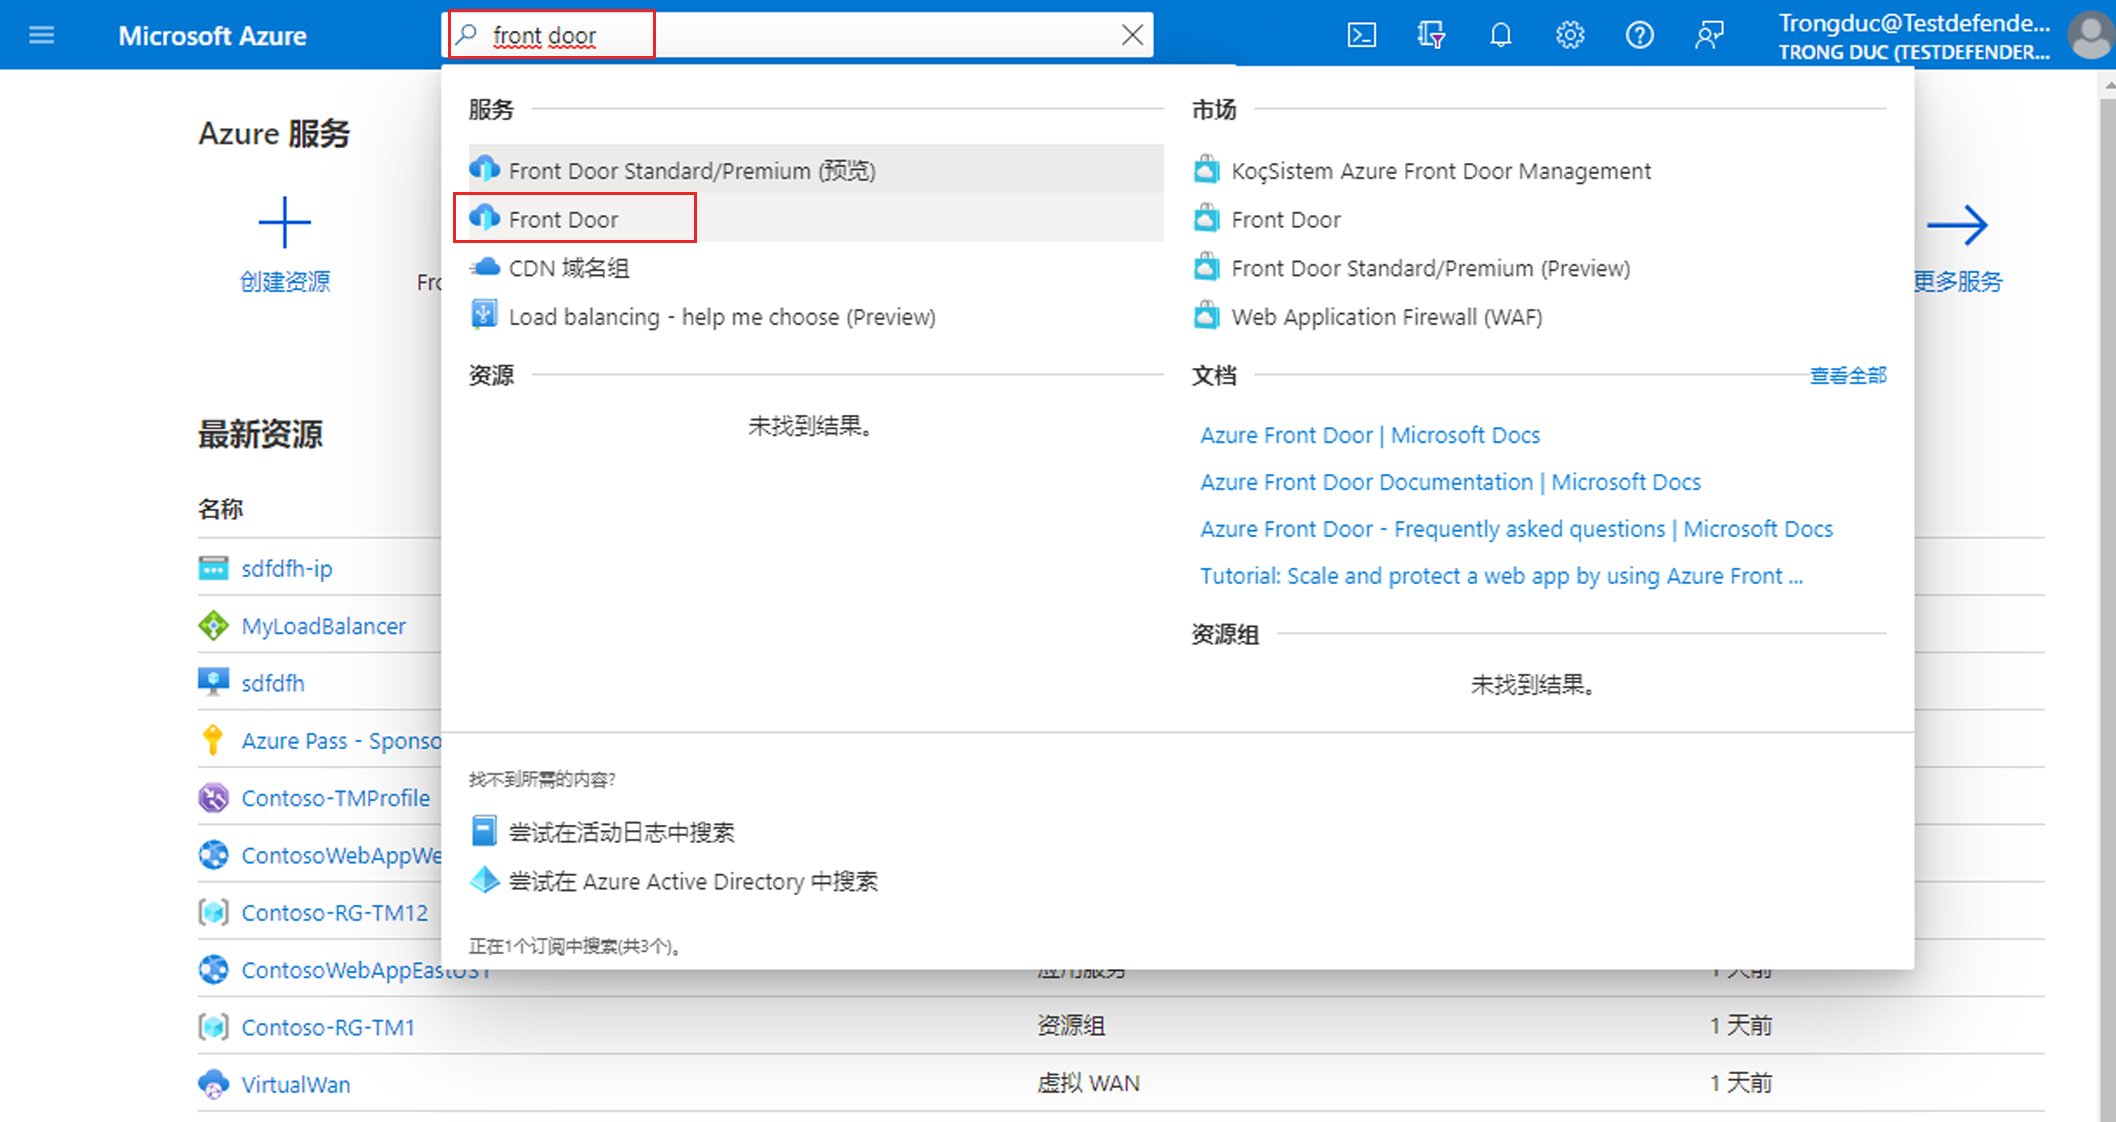 Microsoft Azure
front door
Trongduc@Testdefende...
TRONG DUC (TESTDEFENDER...
Azure 服务
创建资源
Fro
更多服务
服务
Front Door Standard/Premium (预览)
Front Door
CDN 域名组
Load balancing - help me choose (Preview)
资源
未找到结果。
市场
KoçSistem Azure Front Door Management
Front Door
Front Door Standard/Premium (Preview)
Web Application Firewall (WAF)
文档
查看全部
Azure Front Door | Microsoft Docs
Azure Front Door Documentation | Microsoft Docs
Azure Front Door - Frequently asked questions | Microsoft Docs
Tutorial: Scale and protect a web app by using Azure Front ...
资源组
未找到结果。
找不到所需的内容?
尝试在活动日志中搜索
尝试在 Azure Active Directory 中搜索
正在1个订阅中搜索(共3个)。
最新资源
名称
sdfdfh-ip
MyLoadBalancer
sdfdfh
Azure Pass - Sponso
Contoso-TMProfile
ContosoWebAppWe
Contoso-RG-TM12
ContosoWebAppEastUS1 应用服务 1 天前
Contoso-RG-TM1 资源组 1 天前
VirtualWan 虚拟 WAN 1 天前